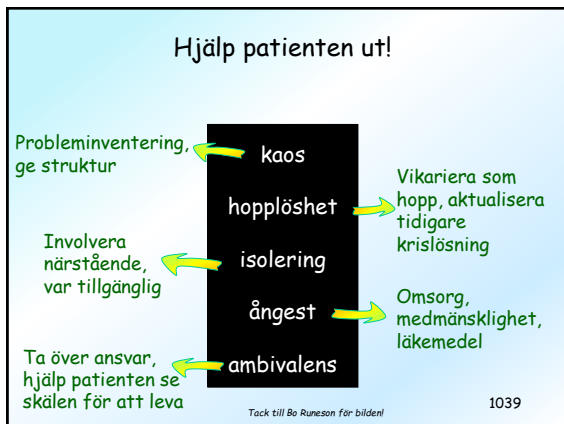 Hjälp patienten ut!
Probleminventering,
ge struktur
kaos
hopplöshet
Vikariera som
hopp, aktualisera
tidigare
krislösning
Involvera
närstående,
var tillgänglig
isolering
ångest
Omsorg,
medmänsklighet,
läkemedel
Ta över ansvar,
hjälp patienten se
skälen för att leva
ambivalens
Tack till Bo Runeson för bilden!
1039